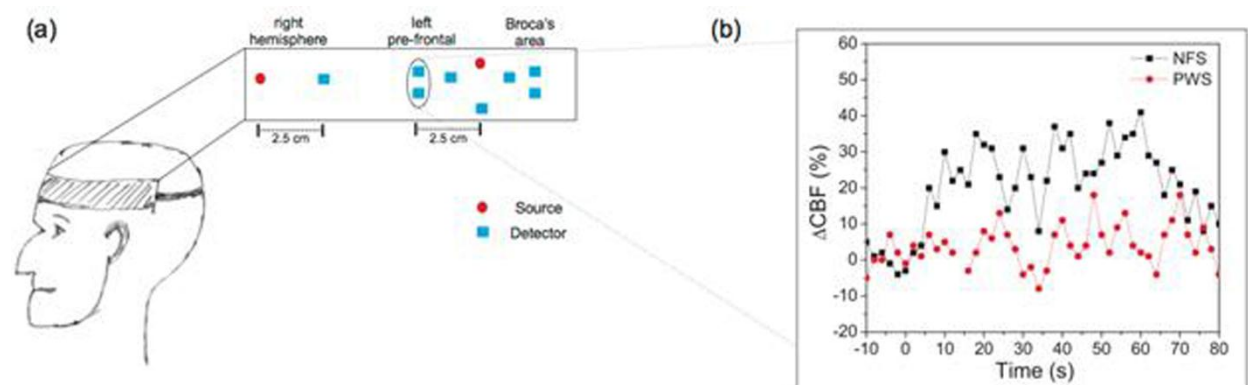 (a)
right
hemisphere
left
pre-frontal
Broca's
area
2.5 cm
2.5 cm
Source
Detector
(b)
60
50
40
30
20
10
0
-10
-20
ΔCBF (%)
NFS
PWS
-10 0 10 20 30 40 50 60 70 80
Time (s)